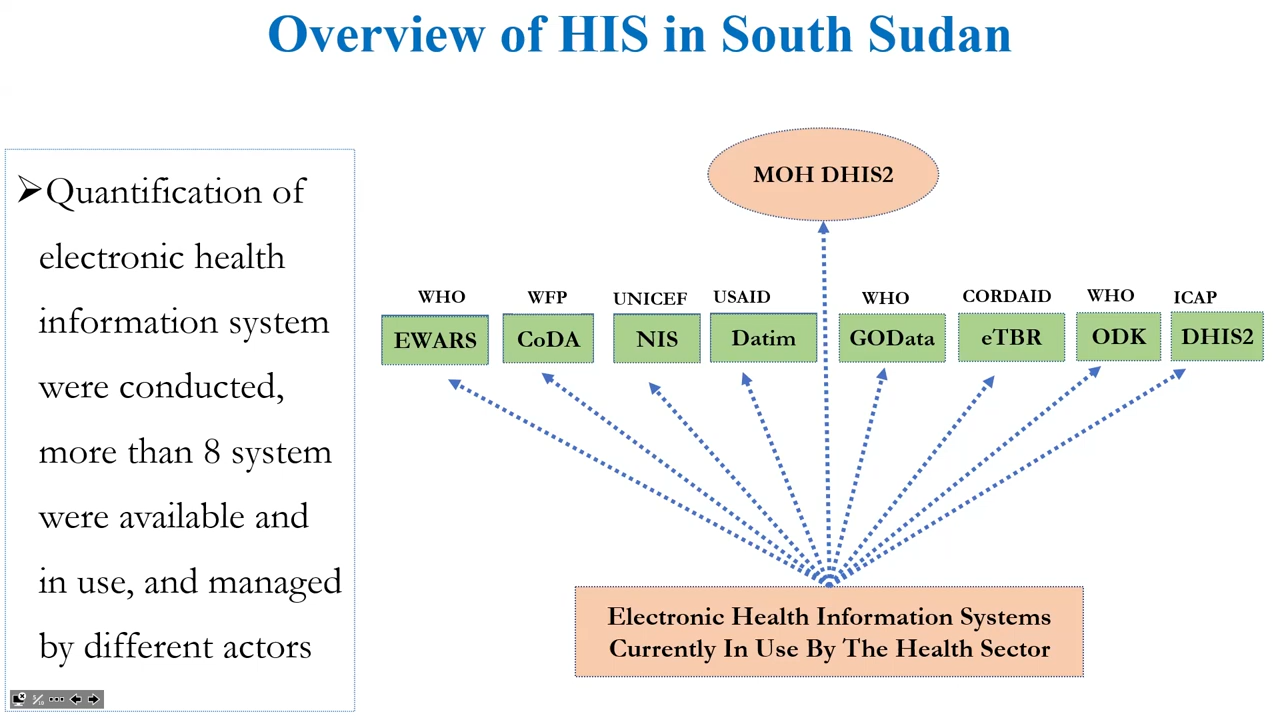 Overview of HIS in South Sudan
➢Quantification of
electronic health
information system
were conducted,
more than 8 system
were available and
in use, and managed
by different actors
MOH DHIS2
WHO WFP UNICEF USAID WHO CORDAID WHO ICAP
EWARS CoDA NIS Datim GOData eTBR ODK DHIS2
Electronic Health Information Systems
Currently In Use By The Health Sector